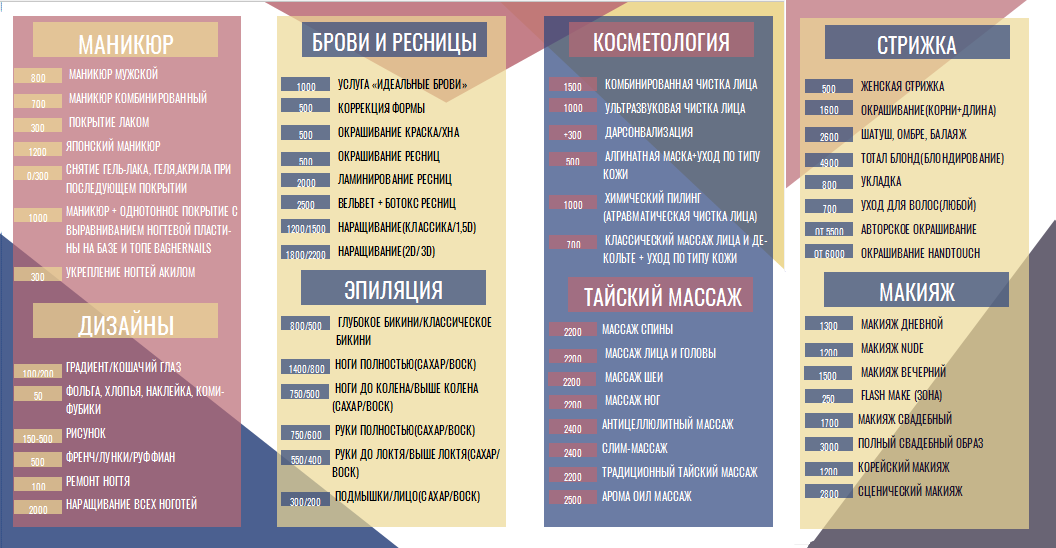 МАНИКЮР
800 МАНИКЮР МУЖСКОЙ
700 МАНИКЮР КОМБИНИРОВАННЫЙ
300 ПОКРЫТИЕ ЛАКОМ
1200 ЯПОНСКИЙ МАНИКЮР
0/300 СНЯТИЕ ГЕЛЬ-ЛАКА, ГЕЛЯ,АКРИЛА ПРИ
ПОСЛЕДУЮЩЕМ ПОКРЫТИИ
1000 МАНИКЮР + ОДНОТОННОЕ ПОКРЫТИЕ С
ВЫРАВНИВАНИЕМ НОГТЕВОЙ ПЛАСТИ-
НЫ НА БАЗЕ И ТОПЕ BAGHERNAILS
300 УКРЕПЛЕНИЕ НОГТЕЙ АКИЛОМ
ДИЗАЙНЫ
100/200 ГРАДИЕНТ/КОШАЧИЙ ГЛАЗ
50 ФОЛЬГА, ХЛОПЬЯ, НАКЛЕЙКА, КОМИ-
ФУБИКИ
150-500 РИСУНОК
500 ФРЕНЧ/ЛУНКИ/РУФФИАН
100 РЕМОНТ НОГТЯ
2000 НАРАЩИВАНИЕ ВСЕХ НОГОТЕЙ
БРОВИ И РЕСНИЦЫ
1000 УСЛУГА «ИДЕАЛЬНЫЕ БРОВИ»
500 КОРРЕКЦИЯ ФОРМЫ
500 ОКРАШИВАНИЕ КРАСКА/ХНА
500 ОКРАШИВАНИЕ РЕСНИЦ
2000 ЛАМИНИРОВАНИЕ РЕСНИЦ
2500 ВЕЛЬВЕТ + БОТОКС РЕСНИЦ
1200/1500 НАРАЩИВАНИЕ(КЛАССИКА/1,5D)
1800/2200 НАРАЩИВАНИЕ(2D/3D)
ЭПИЛЯЦИЯ
800/500 ГЛУБОКОЕ БИКИНИ/КЛАССИЧЕСКОЕ
БИКИНИ
1400/800 НОГИ ПОЛНОСТЬЮ(САХАР/ВОСК)
750/500 НОГИ ДО КОЛЕНА/ВЫШЕ КОЛЕНА
(САХАР/ВОСК)
750/600 РУКИ ПОЛНОСТЬЮ(САХАР/ВОСК)
550/400 РУКИ ДО ЛОКТЯ/ВЫШЕ ЛОКТЯ(САХАР/
ВОСК)
300/200 ПОДМЫШКИ/ЛИЦО(САХАР/ВОСК)
КОСМЕТОЛОГИЯ
1500 КОМБИНИРОВАННАЯ ЧИСТКА ЛИЦА
1000 УЛЬТРАЗВУКОВАЯ ЧИСТКА ЛИЦА
+300 ДАРСОНВАЛИЗАЦИЯ
500 АЛГИНАТНАЯ МАСКА+УХОД ПО ТИПУ
КОЖИ
1000 ХИМИЧЕСКИЙ ПИЛИНГ
(АТРАВМАТИЧЕСКАЯ ЧИСТКА ЛИЦА)
700 КЛАССИЧЕСКИЙ МАССАЖ ЛИЦА И ДЕ-
КОЛЬТЕ + УХОД ПО ТИПУ КОЖИ
ТАЙСКИЙ МАССАЖ
2200 МАССАЖ СПИНЫ
2200 МАССАЖ ЛИЦА И ГОЛОВЫ
2200 МАССАЖ ШЕИ
2200 МАССАЖ НОГ
2400 АНТИЦЕЛЛЮЛИТНЫЙ МАССАЖ
2400 СЛИМ-МАССАЖ
2200 ТРАДИЦИОННЫЙ ТАЙСКИЙ МАССАЖ
2500 АРОМА ОИЛ МАССАЖ
СТРИЖКА
500 ЖЕНСКАЯ СТРИЖКА
1600 ОКРАШИВАНИЕ(КОРНИ+ДЛИНА)
2600 ШАТУШ, ОМБРЕ, БАЛАЯЖ
4900 ТОТАЛ БЛОНД(БЛОНДИРОВАНИЕ)
800 УКЛАДКА
700 УХОД ДЛЯ ВОЛОС(ЛЮБОЙ)
ОТ 5500 АВТОРСКОЕ ОКРАШИВАНИЕ
ОТ 6000 ОКРАШИВАНИЕ HANDTOUCH
МАКИЯЖ
1300 МАКИЯЖ ДНЕВНОЙ
1200 МАКИЯЖ NUDE
1500 МАКИЯЖ ВЕЧЕРНИЙ
250 FLASH MAKE (ЗОНА)
1700 МАКИЯЖ СВАДЕБНЫЙ
3000 ПОЛНЫЙ СВАДЕБНЫЙ ОБРАЗ
1200 КОРЕЙСКИЙ МАКИЯЖ
2800 СЦЕНИЧЕСКИЙ МАКИЯЖ